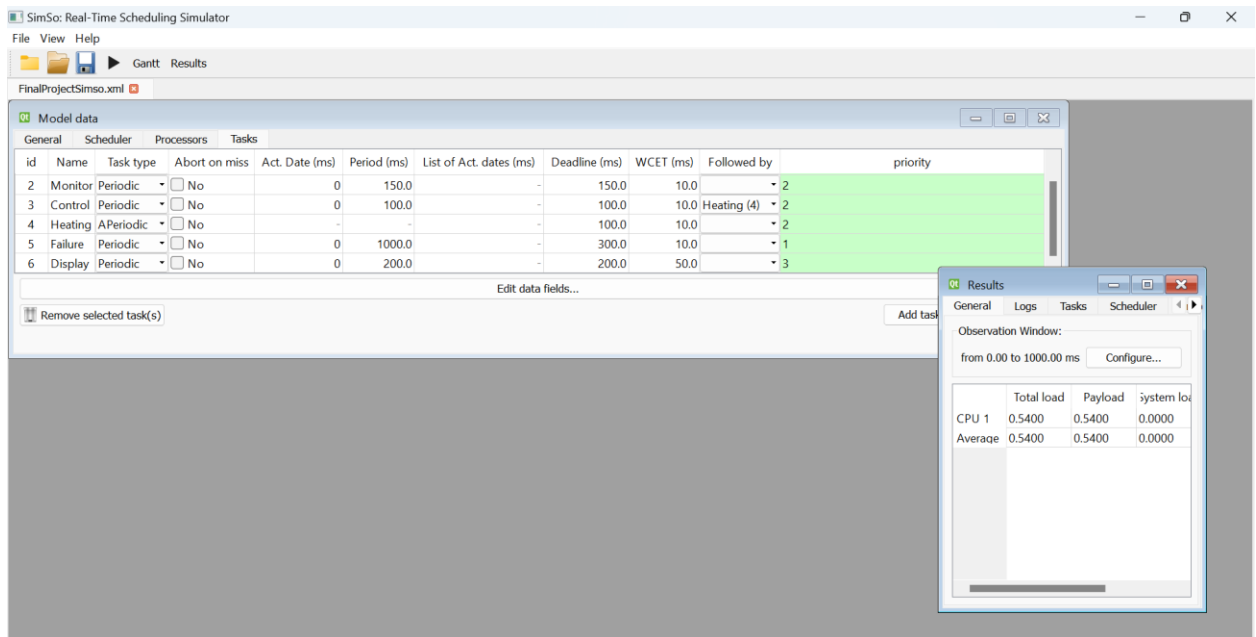 SimSo: Real-Time Scheduling Simulator
File View Help
Gantt Results
FinalProjectSimso.xml
Qt Model data
General Scheduler Processors Tasks
id Name Task type Abort on miss Act. Date (ms) Period (ms) List of Act. dates (ms) Deadline (ms) WCET (ms) Followed by priority
2 Monitor Periodic No 0 150.0 - 150.0 10.0 2
3 Control Periodic No 0 100.0 - 100.0 10.0 Heating (4) 2
4 Heating APeriodic No - - - 100.0 10.0 2
5 Failure Periodic No 0 1000.0 - 300.0 10.0 1
6 Display Periodic No 0 200.0 - 200.0 50.0 3
Edit data fields...
Remove selected task(s) Add task
Qt Results
General Logs Tasks Scheduler
Observation Window:
from 0.00 to 1000.00 ms Configure...
Total load Payload System loa
CPU 1 0.5400 0.5400 0.0000
Average 0.5400 0.5400 0.0000